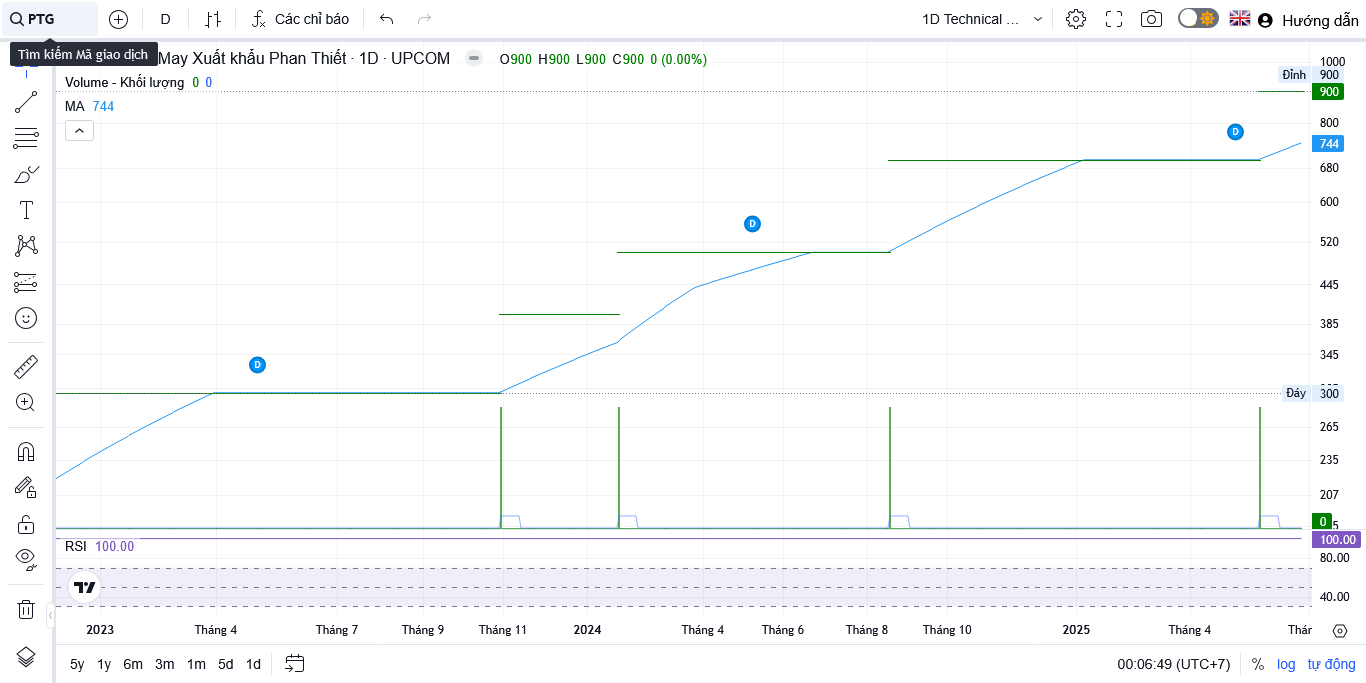 PTG
D
Các chỉ báo
1D Technical ...
Hướng dẫn
Tìm kiếm Mã giao dịch
May Xuất khẩu Phan Thiết · 1D · UPCOM
O900 H900 L900 C900 0 (0.00%)
Volume - Khối lượng 0 0
MA 744
1000
Đỉnh 900
900
800
744
680
600
520
445
385
345
Đáy 300
265
235
207
0
D
D
D
RSI 100.00
100.00
80.00
40.00
2023 Tháng 4 Tháng 7 Tháng 9 Tháng 11 2024 Tháng 4 Tháng 6 Tháng 8 Tháng 10 2025 Tháng 4 Thár
5y 1y 6m 3m 1m 5d 1d
00:06:49 (UTC+7) % log tự động